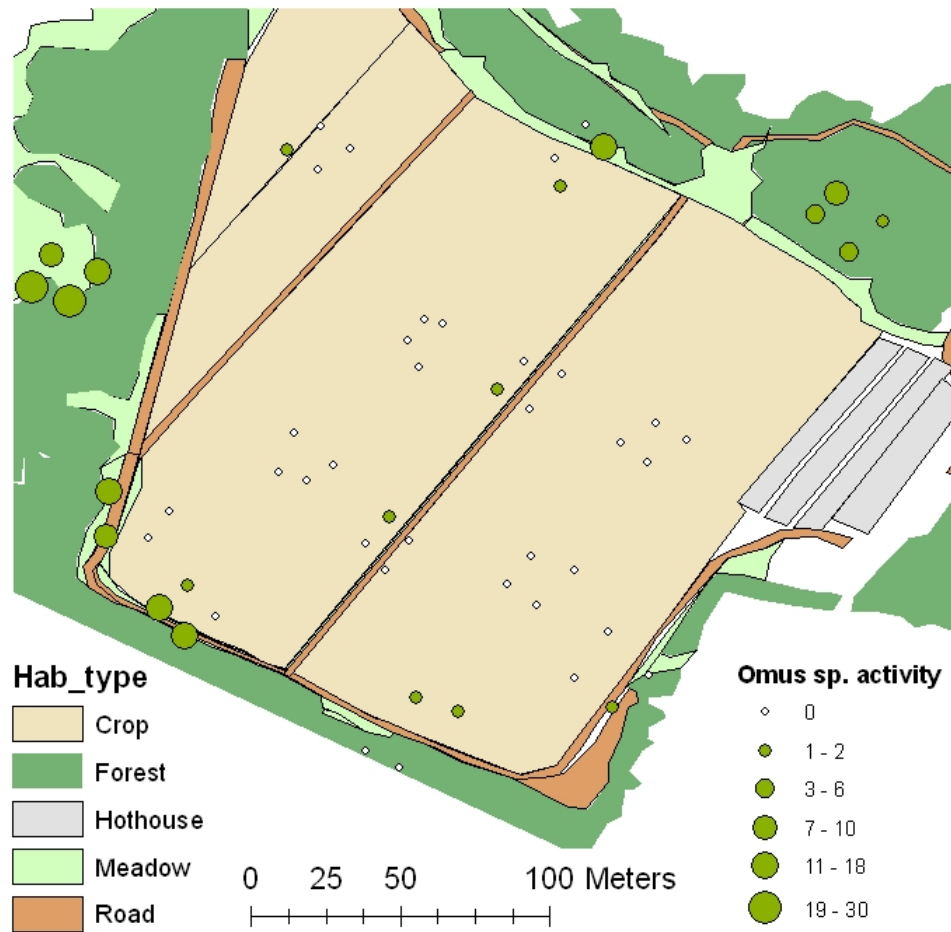 Hab_type
Crop
Forest
Hothouse
Meadow
Road
0 25 50 100 Meters
Omus sp. activity
0
1 - 2
3 - 6
7 - 10
11 - 18
19 - 30